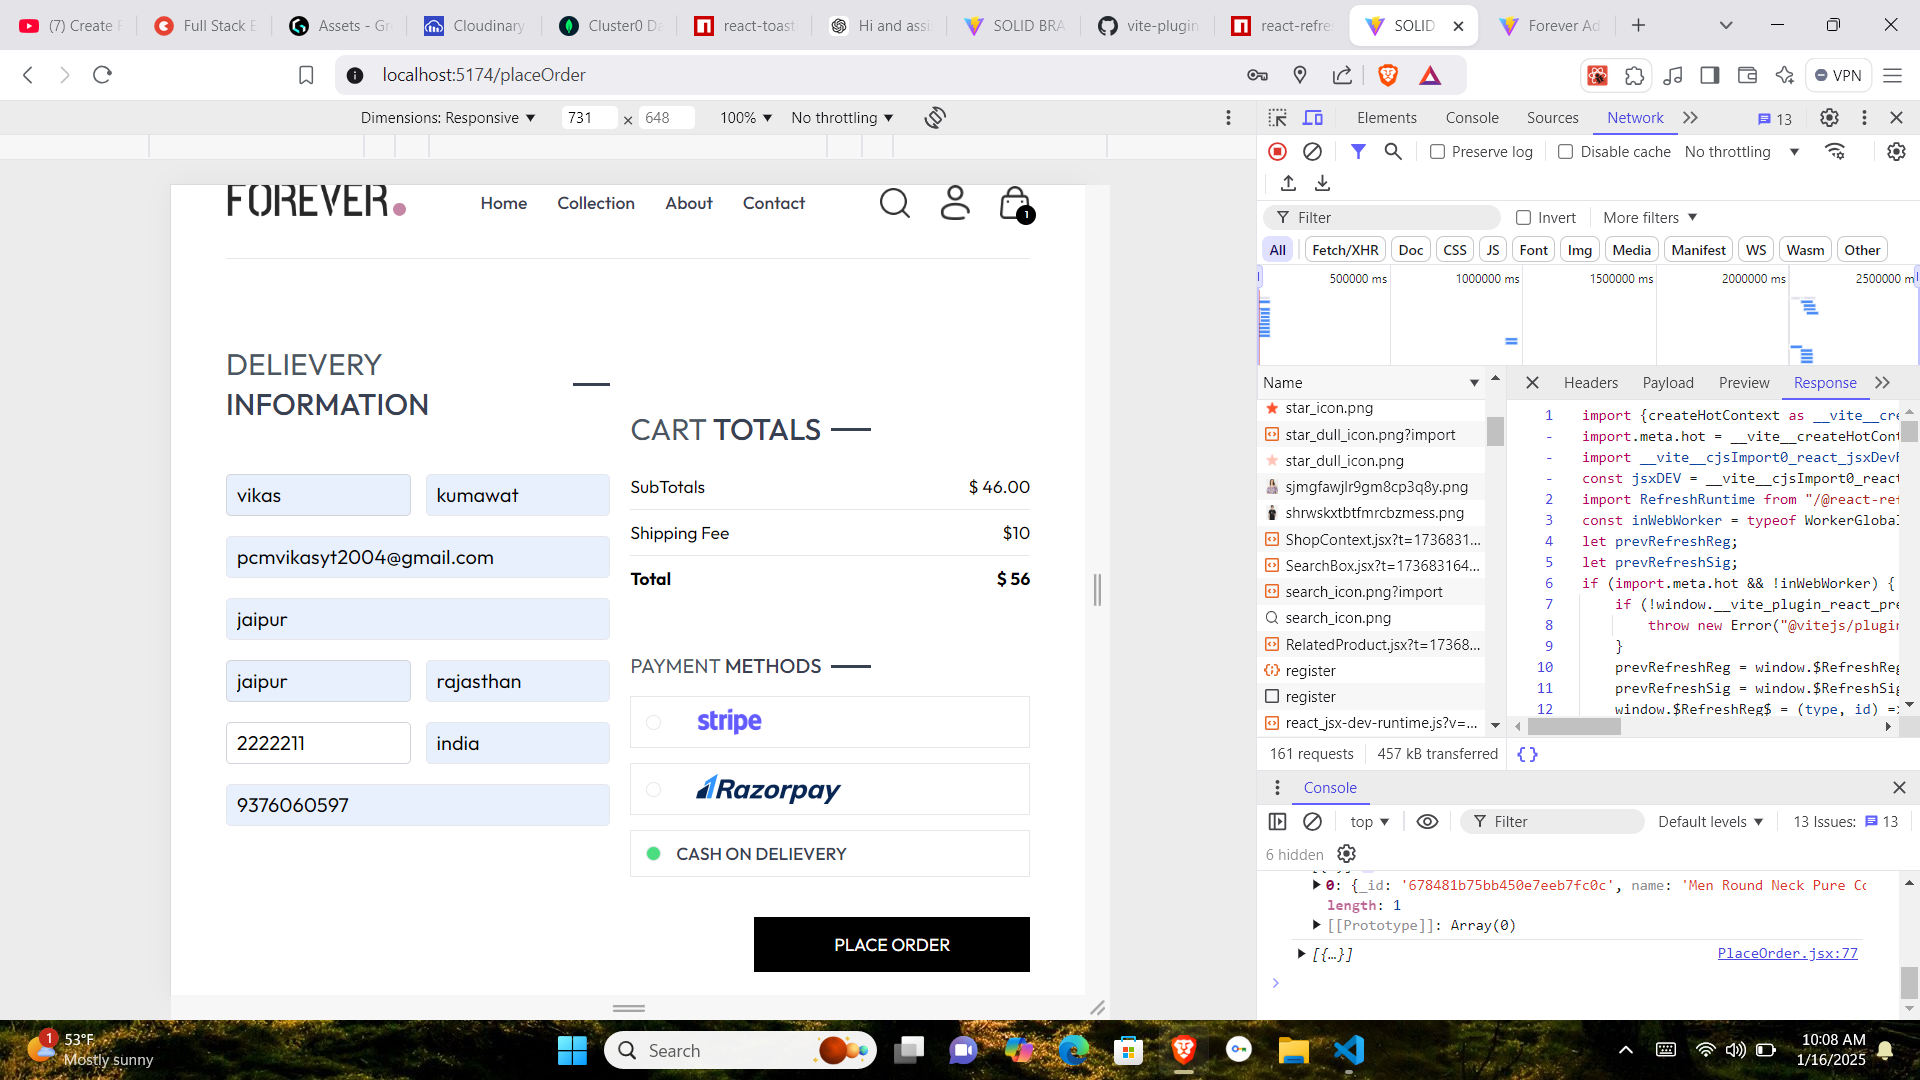 (7) Create F
Full Stack E
Assets - Gr
Cloudinary
Cluster0 Da
react-toast
Hi and assi
SOLID BRA
vite-plugin
react-refre
SOLID
Forever Ad
localhost:5174/placeOrder
VPN
Dimensions: Responsive
731 × 648
100%
No throttling
Elements
Console
Sources
Network
13
Preserve log
Disable cache
No throttling
Filter
Invert
More filters
All
Fetch/XHR
Doc
CSS
JS
Font
Img
Media
Manifest
WS
Wasm
Other
500000 ms
1000000 ms
1500000 ms
2000000 ms
2500000 m
FOREVER.
Home
Collection
About
Contact
1
DELIEVERY
INFORMATION
vikas
kumawat
pcmvikasyt2004@gmail.com
jaipur
jaipur
rajasthan
2222211
india
9376060597
CART TOTALS
SubTotals
$ 46.00
Shipping Fee
$10
Total
$ 56
PAYMENT METHODS
stripe
Razorpay
CASH ON DELIEVERY
PLACE ORDER
Name
star_icon.png
star_dull_icon.png?import
star_dull_icon.png
sjmgfawjlr9gm8cp3q8y.png
shrwskxtbtfmrcbzmess.png
ShopContext.jsx?t=1736831...
SearchBox.jsx?t=173683164...
search_icon.png?import
search_icon.png
RelatedProduct.jsx?t=17368...
register
register
react_jsx-dev-runtime.js?v=...
161 requests
457 kB transferred
Headers
Payload
Preview
Response
1 import {createHotContext as __vite__cre
- import.meta.hot = __vite__createHotCont
- import __vite__cjsImport0_react_jsxDevR
- const jsxDEV = __vite__cjsImport0_react
2 import RefreshRuntime from "/@react-ref
3 const inWebWorker = typeof WorkerGlobal
4 let prevRefreshReg;
5 let prevRefreshSig;
6 if (import.meta.hot && !inWebWorker) {
7 if (!window.__vite_plugin_react_pre
8 throw new Error("@vitejs/plugin
9 }
10 prevRefreshReg = window.$RefreshReg
11 prevRefreshSig = window.$RefreshSig
12 window.$RefreshReg$ = (type, id) =>
Console
top
Filter
Default levels
13 Issues:
13
6 hidden
0: {_id: '678481b75bb450e7eeb7fc0c', name: 'Men Round Neck Pure Co
length: 1
[[Prototype]]: Array(0)
[{…}]
PlaceOrder.jsx:77
1
53°F
Mostly sunny
Search
10:08 AM
1/16/2025